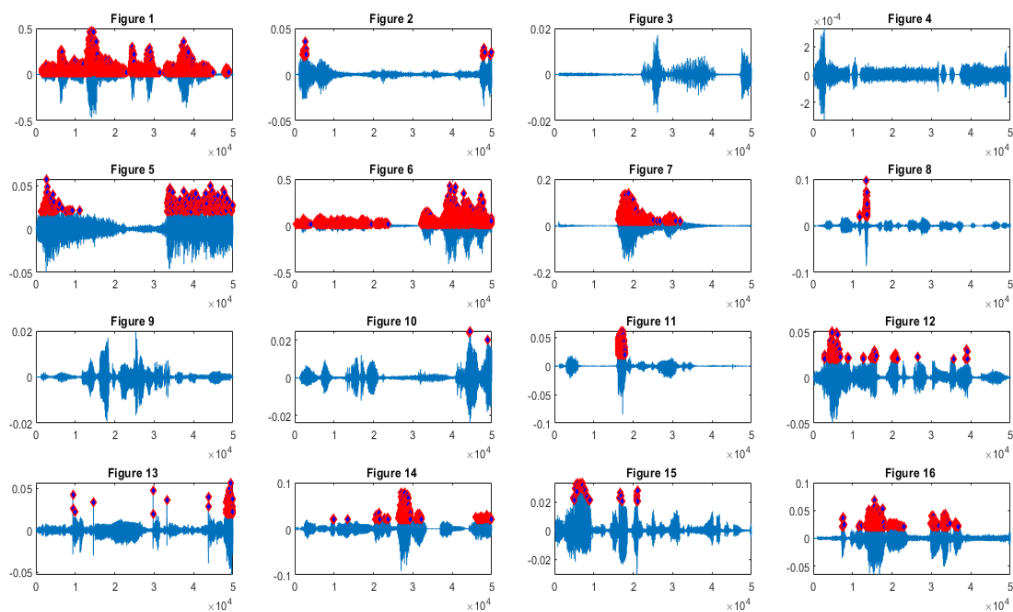 Figure 1
0.5
0
-0.5
0 1 2 3 4 5
×10^4
Figure 2
0.05
0
-0.05
0 1 2 3 4 5
×10^4
Figure 3
0.02
0
-0.02
0 1 2 3 4 5
×10^4
×10^-4
Figure 4
2
0
-2
0 1 2 3 4 5
×10^4
Figure 5
0.05
0
-0.05
0 1 2 3 4 5
×10^4
Figure 6
0.5
0
-0.5
0 1 2 3 4 5
×10^4
Figure 7
0.2
0
-0.2
0 1 2 3 4 5
×10^4
Figure 8
0.1
0
-0.1
0 1 2 3 4 5
×10^4
Figure 9
0.02
0
-0.02
0 1 2 3 4 5
×10^4
Figure 10
0.02
0
-0.02
0 1 2 3 4 5
×10^4
Figure 11
0.05
0
-0.05
-0.1
0 1 2 3 4 5
×10^4
Figure 12
0.05
0
-0.05
0 1 2 3 4 5
×10^4
Figure 13
0.05
0
-0.05
0 1 2 3 4 5
×10^4
Figure 14
0.1
0
-0.1
0 1 2 3 4 5
×10^4
Figure 15
0.02
0
-0.02
0 1 2 3 4 5
×10^4
Figure 16
0.1
0.05
0
-0.05
0 1 2 3 4 5
×10^4